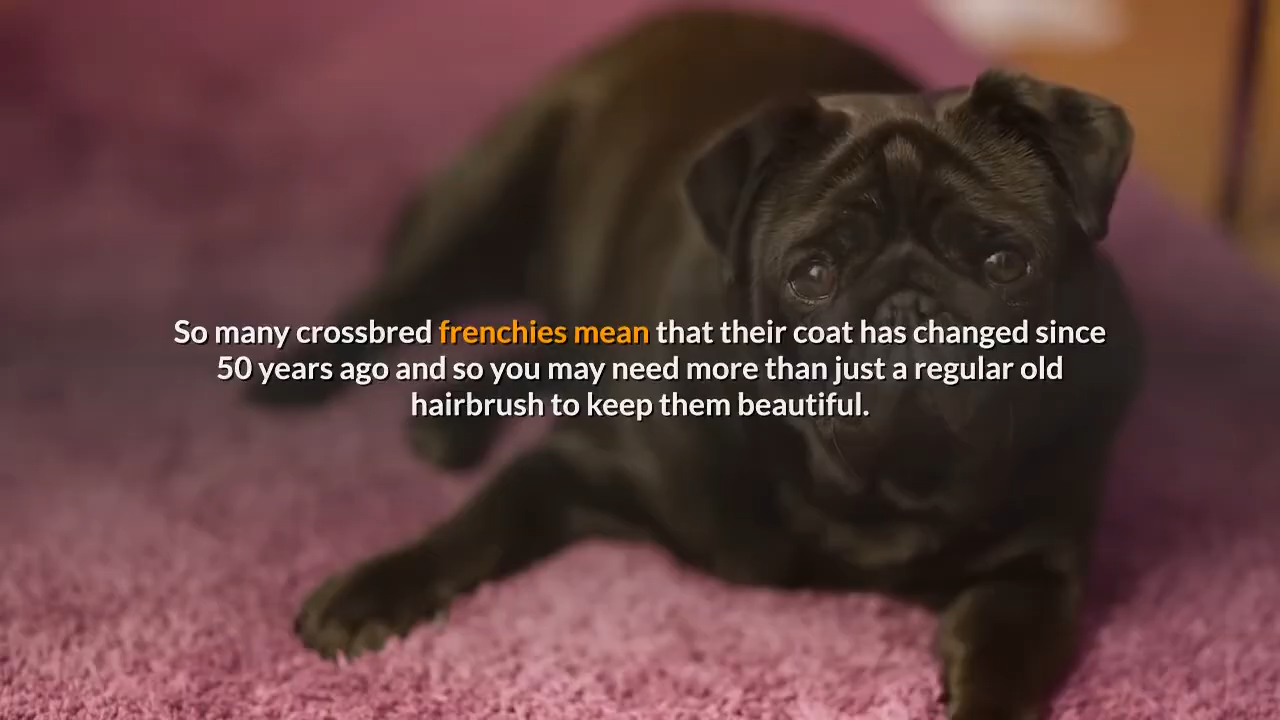 So many crossbred frenchies mean that their coat has changed since
50 years ago and so you may need more than just a regular old
hairbrush to keep them beautiful.